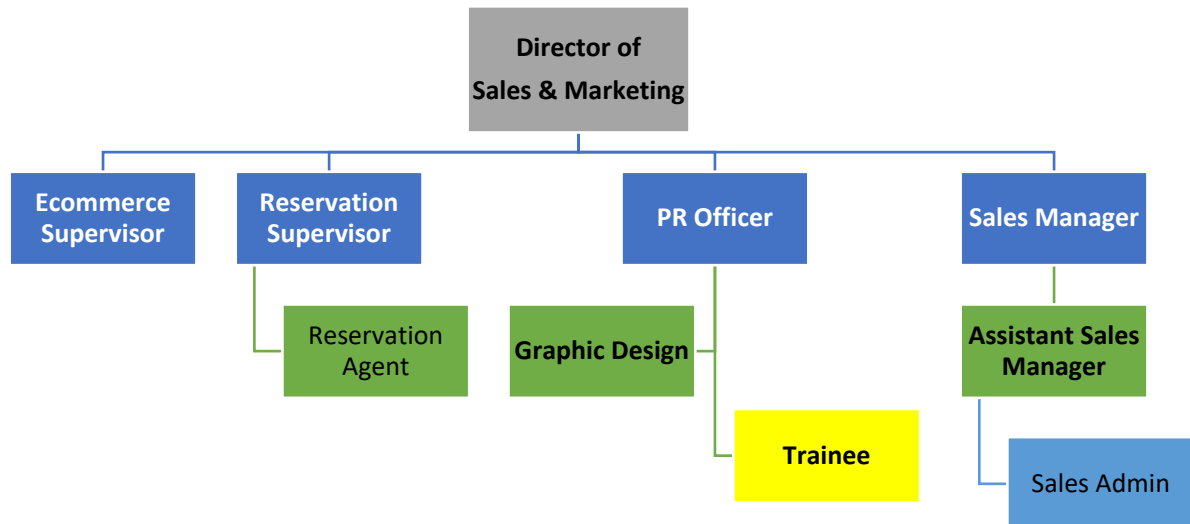 Director of
Sales & Marketing
Ecommerce
Supervisor
Reservation
Supervisor
PR Officer
Sales Manager
Reservation
Agent
Graphic Design
Assistant Sales
Manager
Trainee
Sales Admin